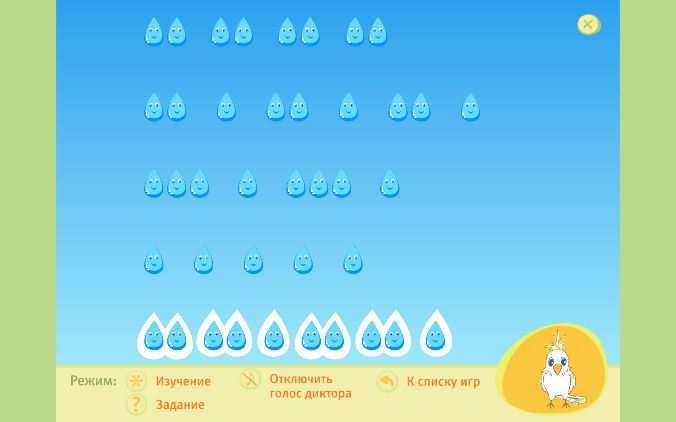 Режим:
Изучение
Задание
Отключить
голос диктора
К списку игр
?